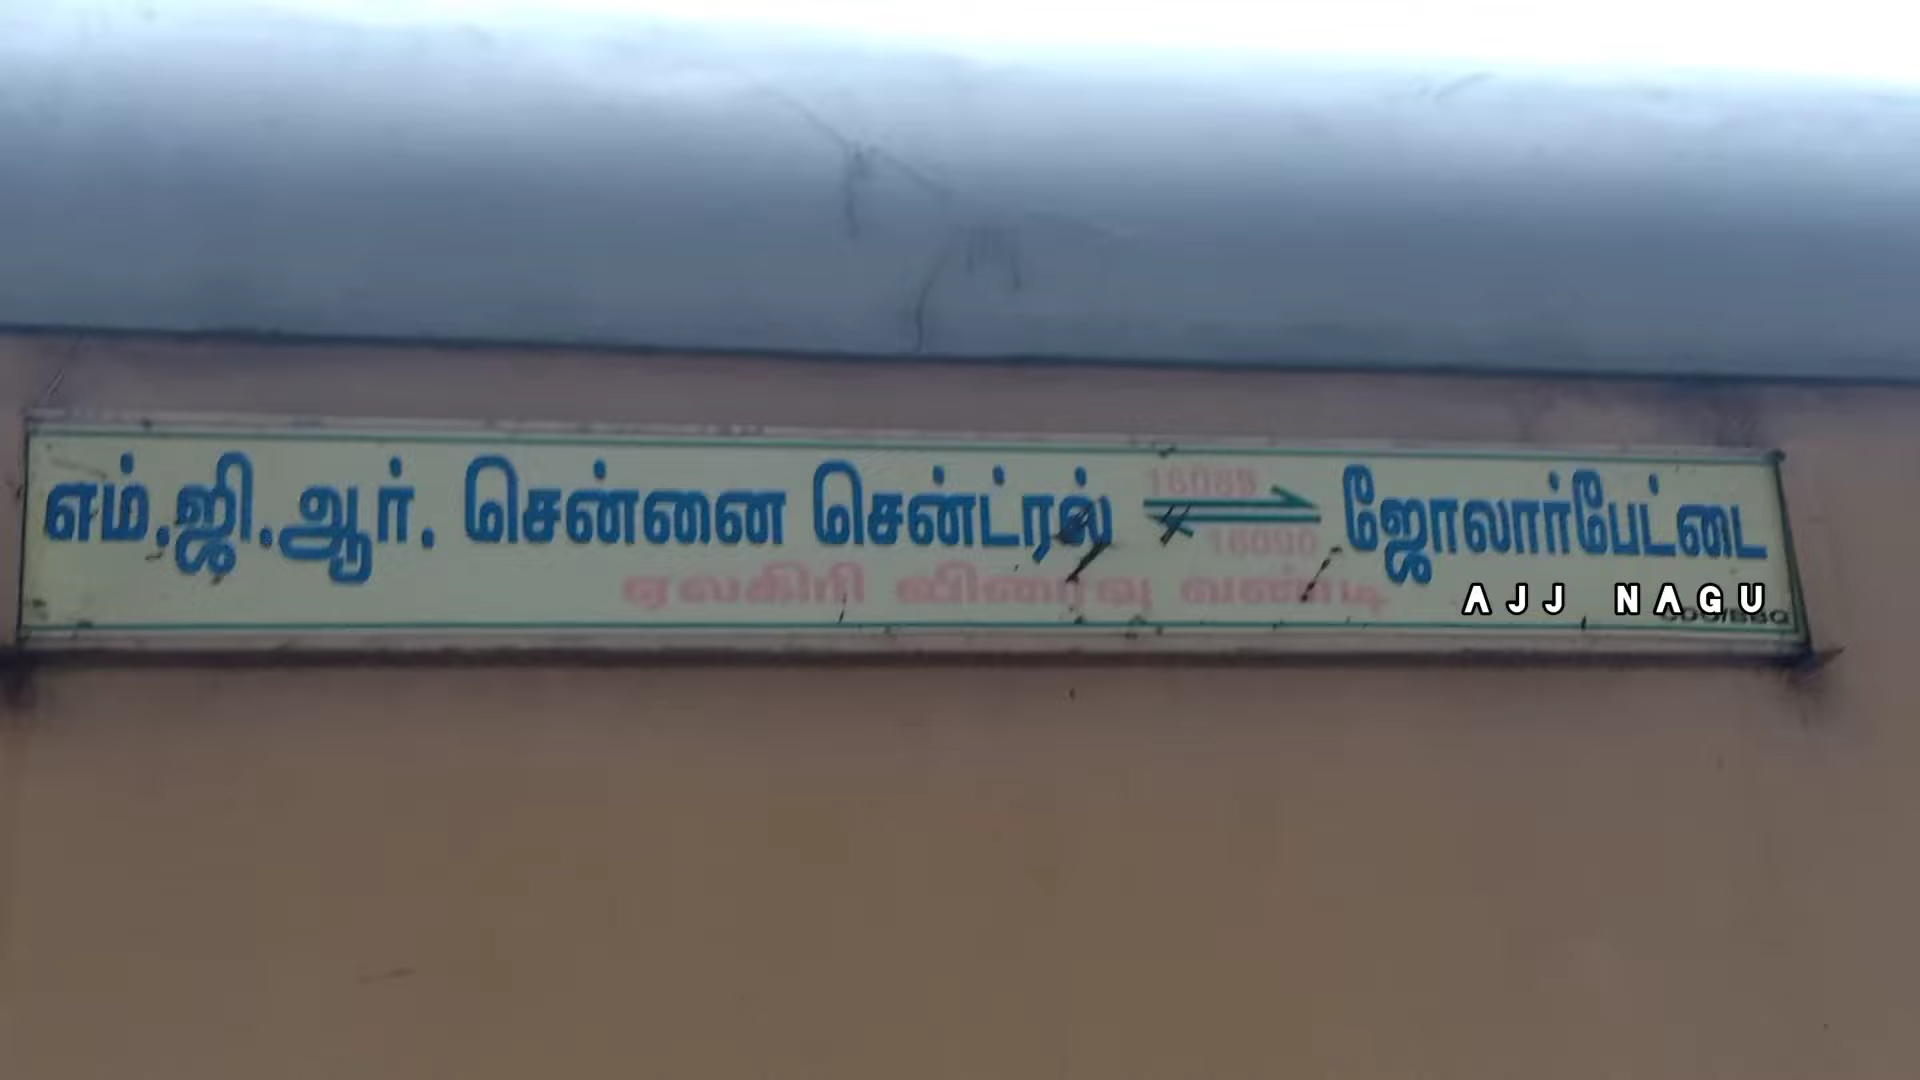 எம்.ஜி.ஆர். சென்னை சென்ட்ரல் 16089 16090 ஜோலார்பேட்டை
ஏலகிரி விரைவு வண்டி
AJJ NAGU